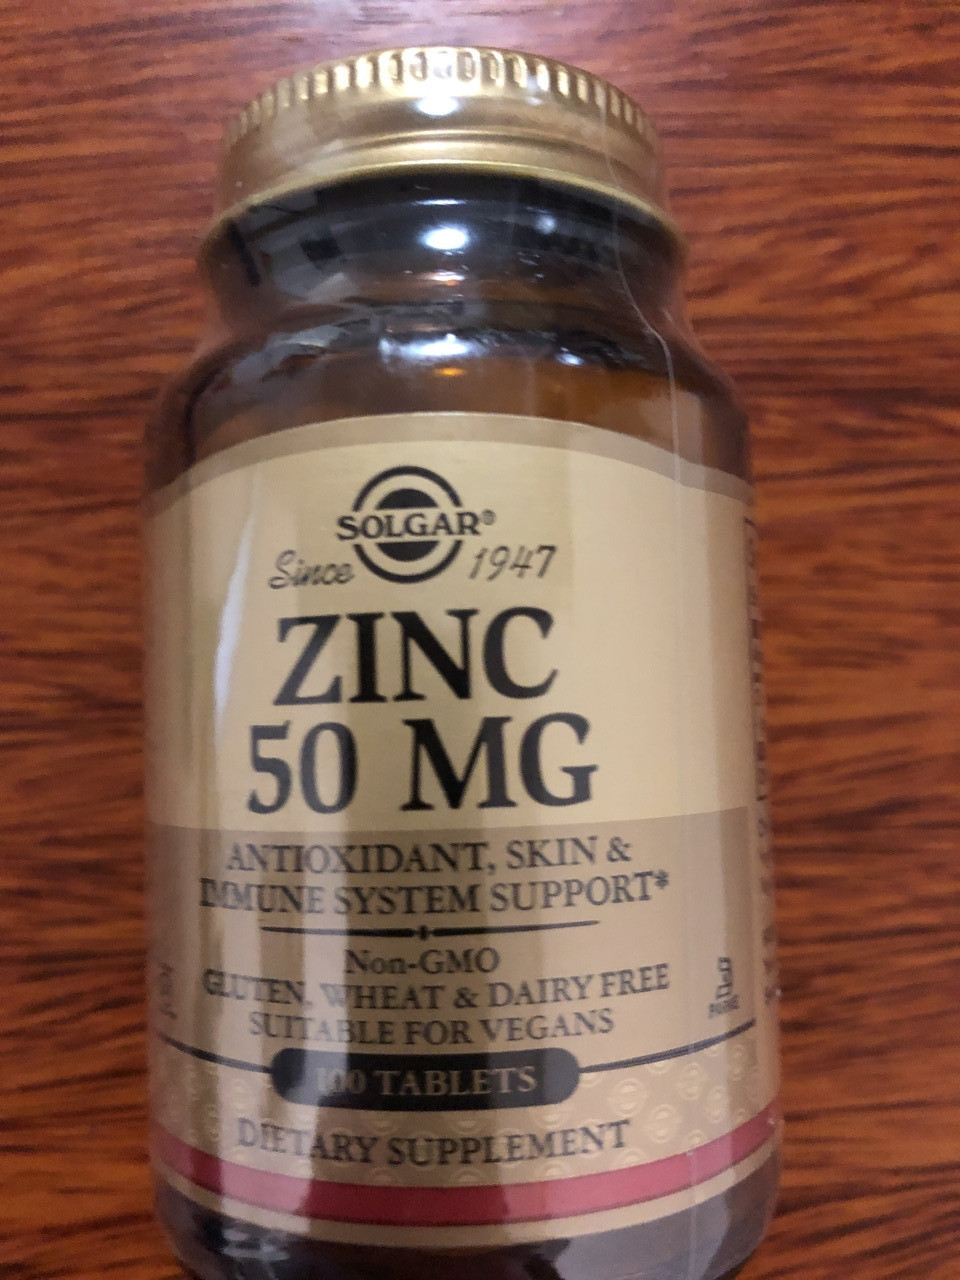 SOLGAR®
Since 1947
ZINC
50 MG
ANTIOXIDANT, SKIN &
IMMUNE SYSTEM SUPPORT*
Non-GMO
GLUTEN, WHEAT & DAIRY FREE
SUITABLE FOR VEGANS
100 TABLETS
DIETARY SUPPLEMENT